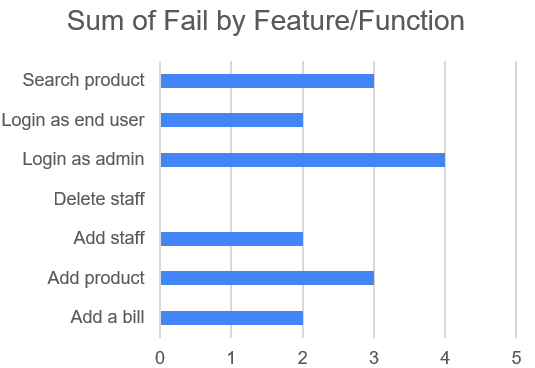 Sum of Fail by Feature/Function
Search product
Login as end user
Login as admin
Delete staff
Add staff
Add product
Add a bill
0 1 2 3 4 5